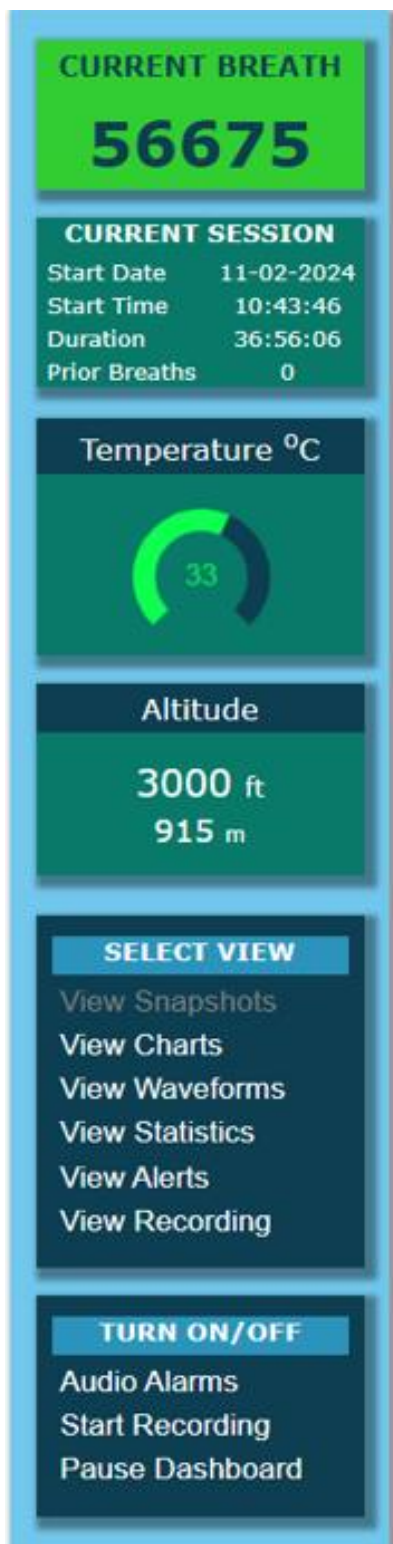 CURRENT BREATH
56675
CURRENT SESSION
Start Date 11-02-2024
Start Time 10:43:46
Duration 36:56:06
Prior Breaths 0
Temperature ⁰C
33
Altitude
3000 ft
915 m
SELECT VIEW
View Snapshots
View Charts
View Waveforms
View Statistics
View Alerts
View Recording
TURN ON/OFF
Audio Alarms
Start Recording
Pause Dashboard